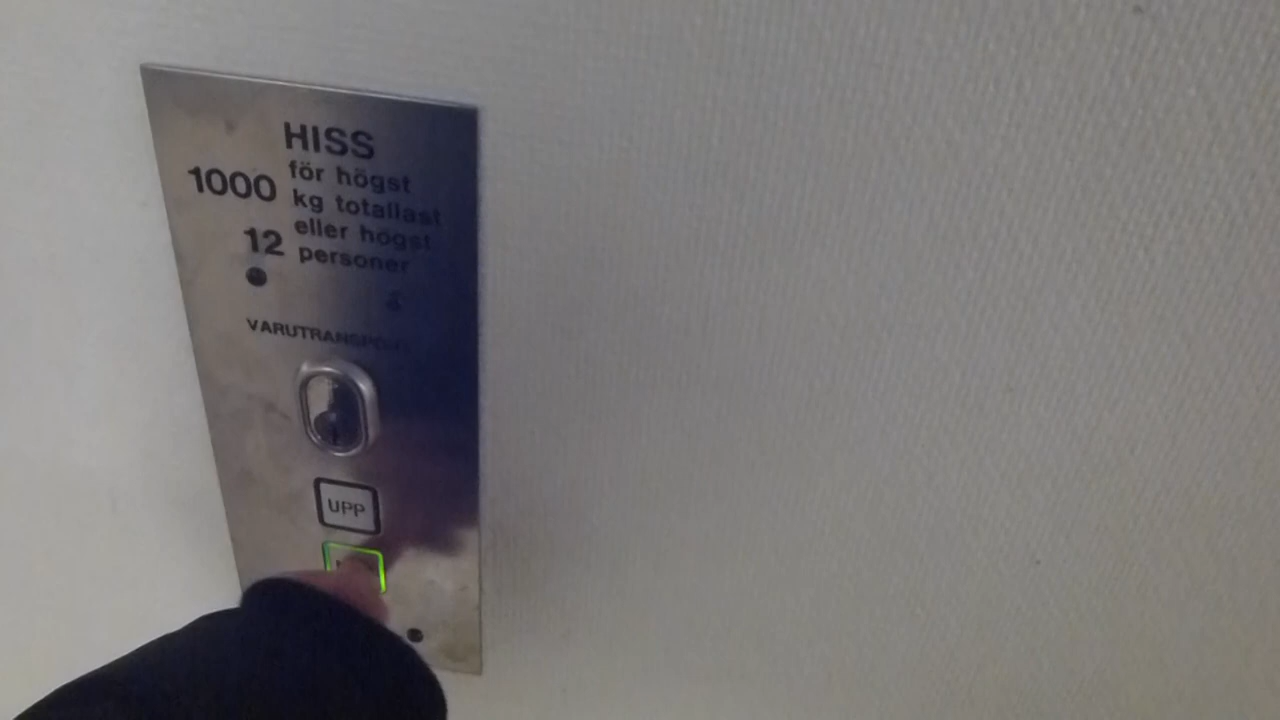 HISS
för högst
1000 kg totallast
eller högst
12 personer
VARUTRANSPORT
UPP